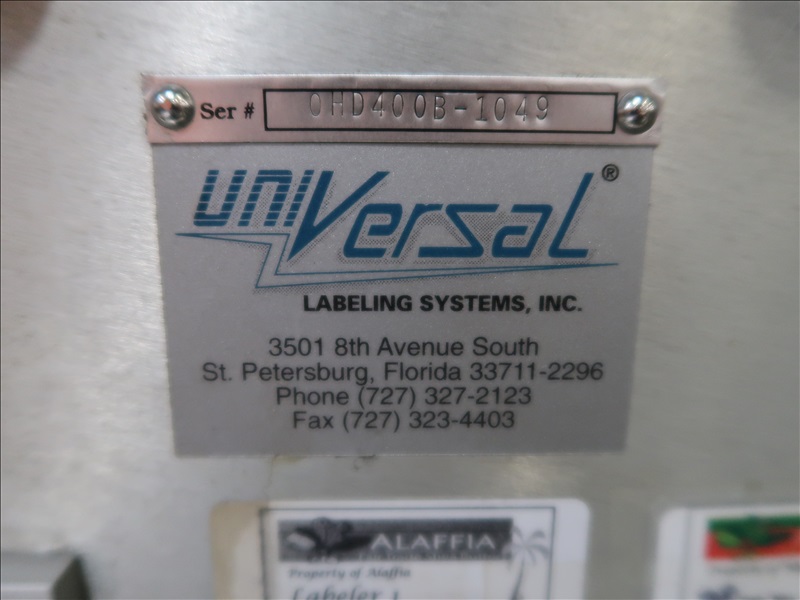 Ser # 0HD400B-1049
UNIVersaL®
LABELING SYSTEMS, INC.
3501 8th Avenue South
St. Petersburg, Florida 33711-2296
Phone (727) 327-2123
Fax (727) 323-4403
ALAFFIA
Property of Alaffia
Labeler 1